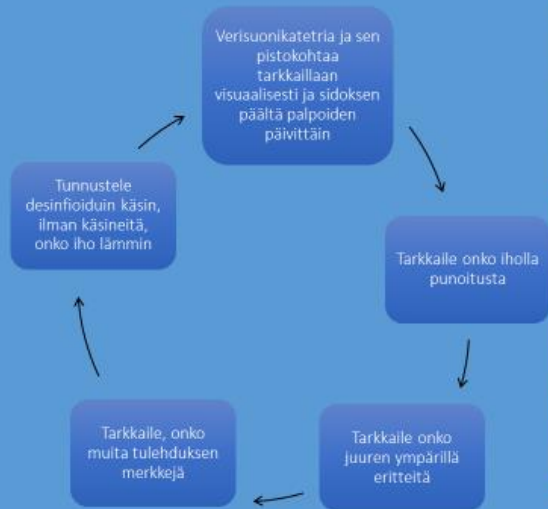 Verisuonikatetria ja sen
pistokohtaa
tarkkaillaan
visuaalisesti ja sidoksen
päältä palpoiden
päivittäin
Tarkkaile onko iholla
punoitusta
Tarkkaile onko
juuren ympärillä
eritteitä
Tarkkaile, onko
muita tulehduksen
merkkejä
Tunnustele
desinfioiduin käsin,
ilman käsineitä,
onko iho lämmin